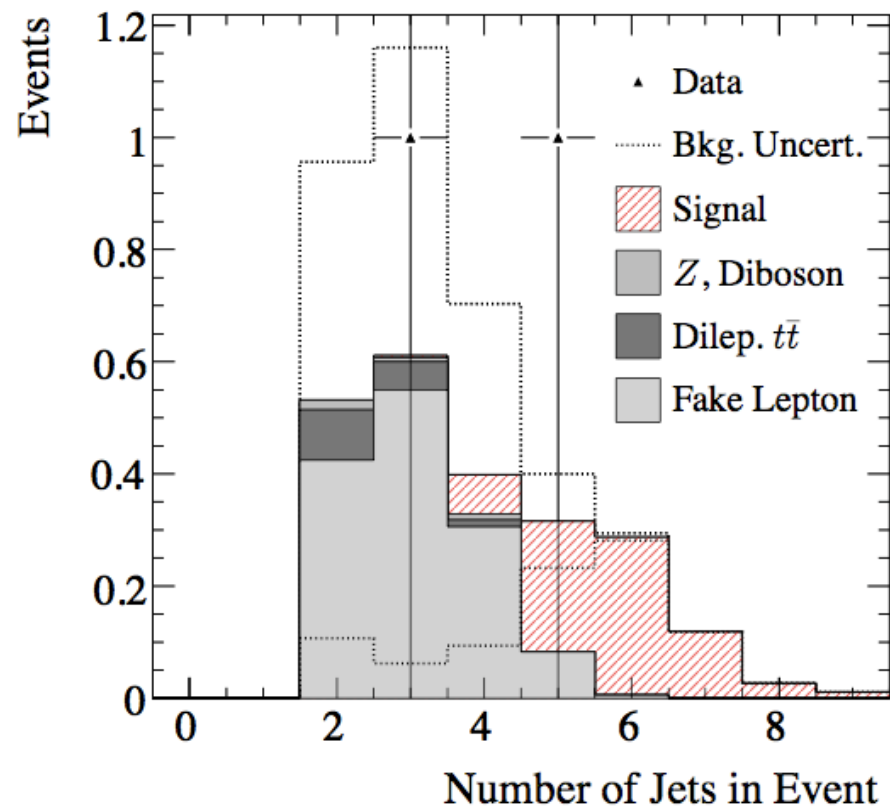 Events
1.2
1
0.8
0.6
0.4
0.2
0
Data
Bkg. Uncert.
Signal
Z, Diboson
Dilep. tt̄
Fake Lepton
0 2 4 6 8
Number of Jets in Event